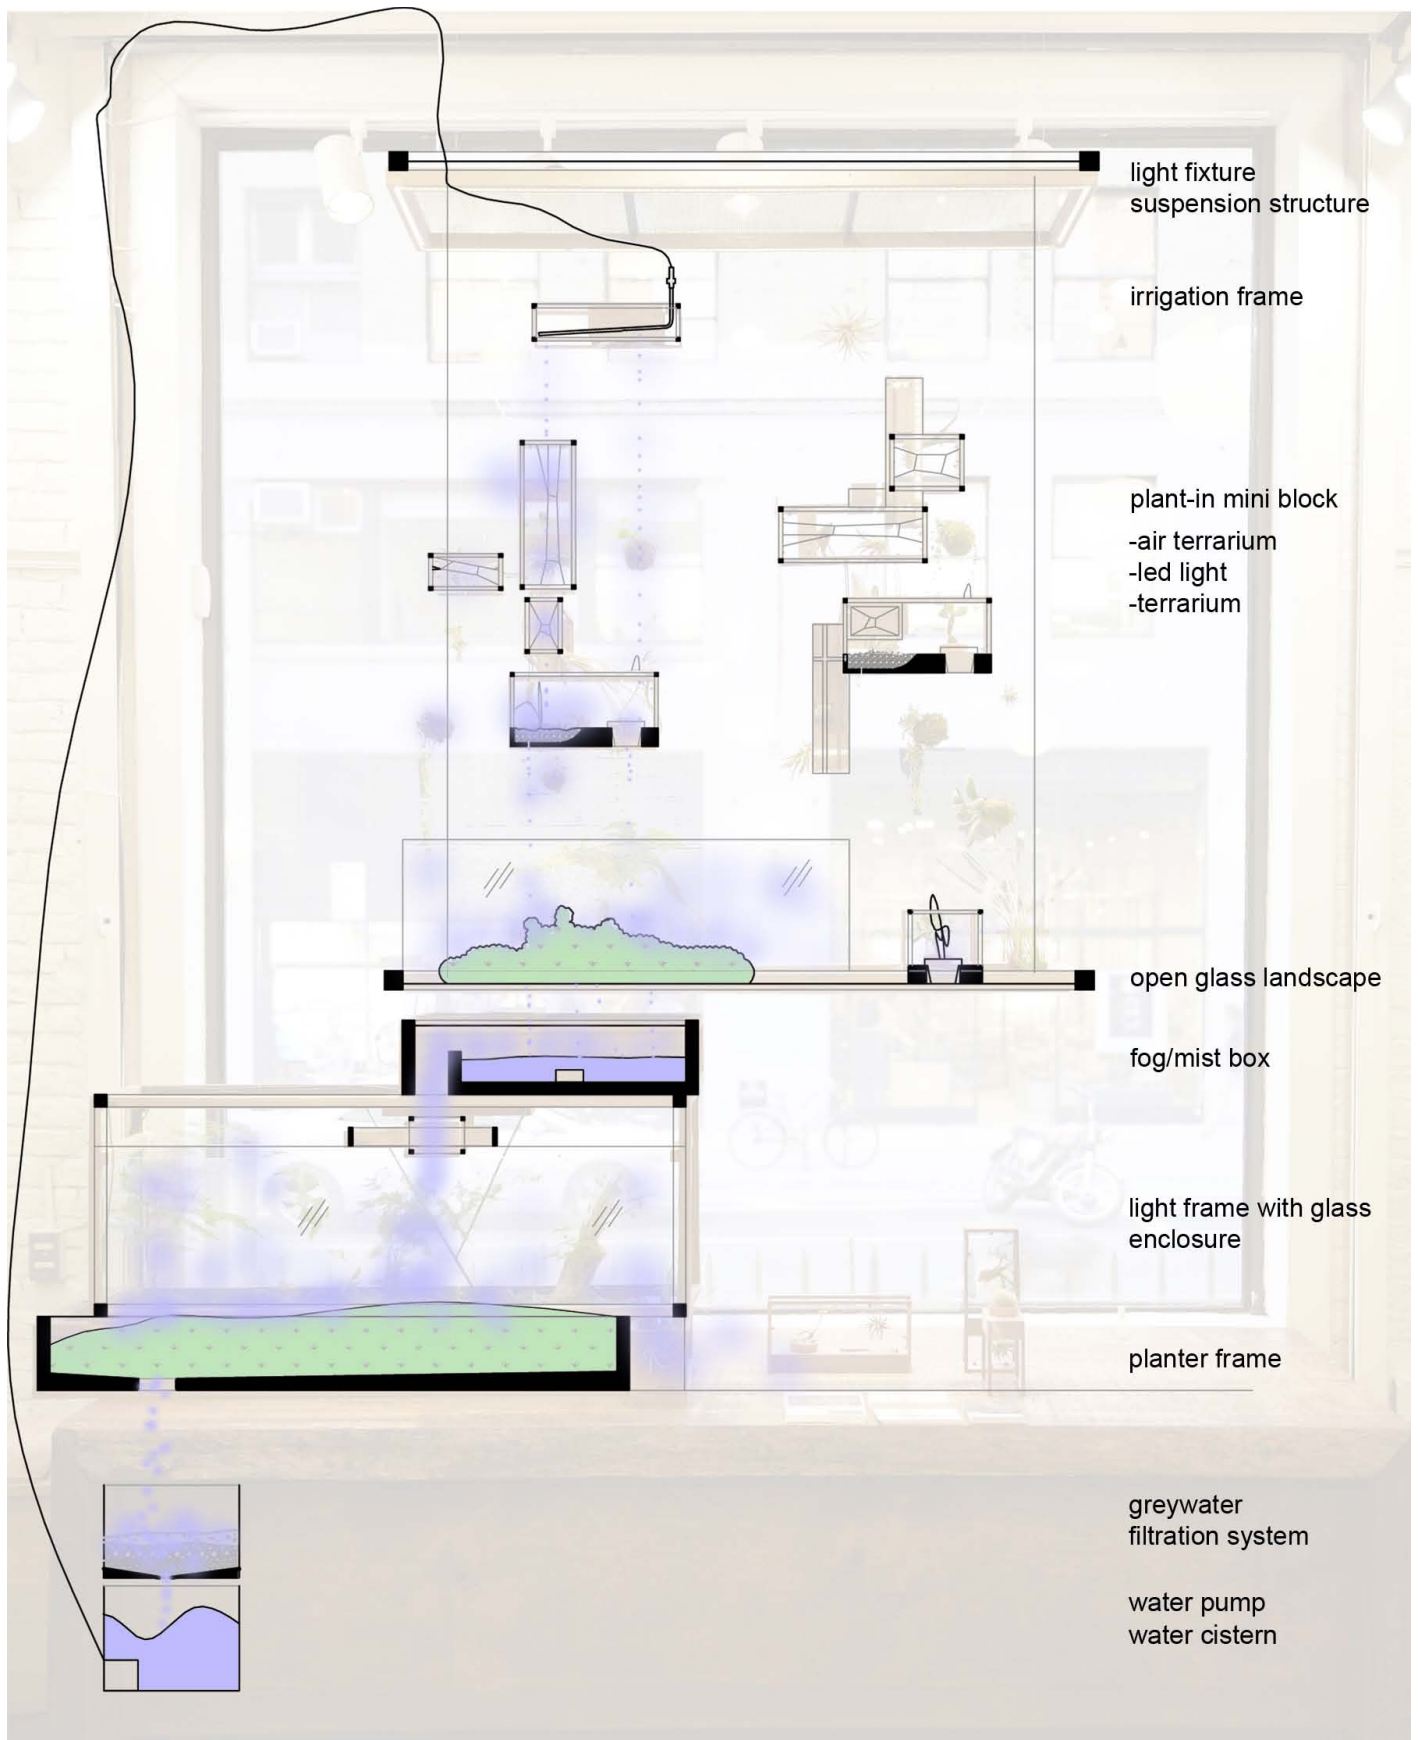 light fixture
suspension structure
irrigation frame
plant-in mini block
-air terrarium
-led light
-terrarium
open glass landscape
fog/mist box
light frame with glass
enclosure
planter frame
greywater
filtration system
water pump
water cistern